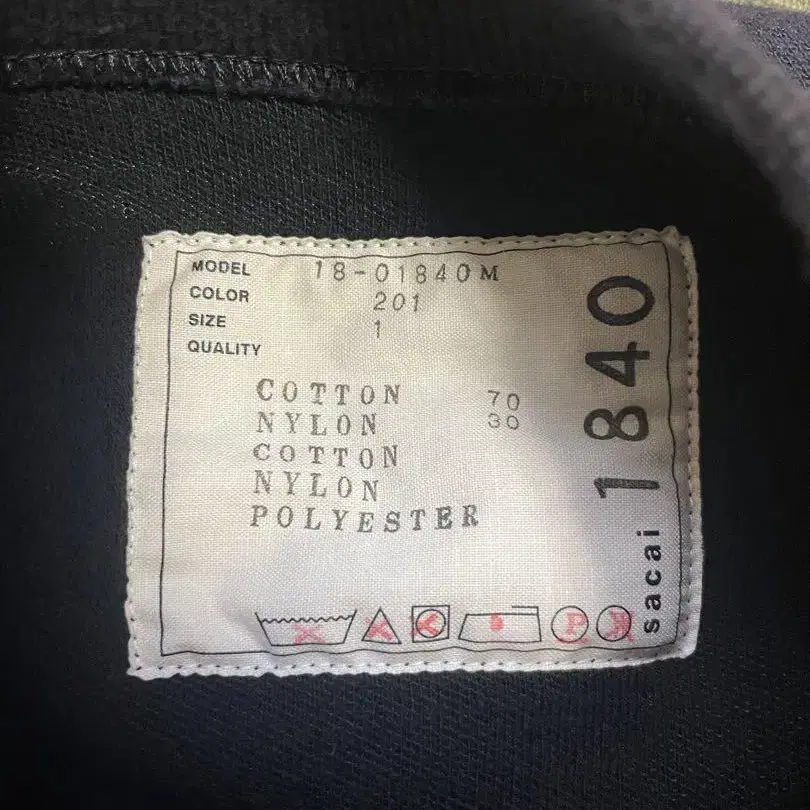 MODEL 18-01840M
COLOR 201
SIZE 1
QUALITY
COTTON 70
NYLON 30
COTTON
NYLON
POLYESTER
P
sacai 1840